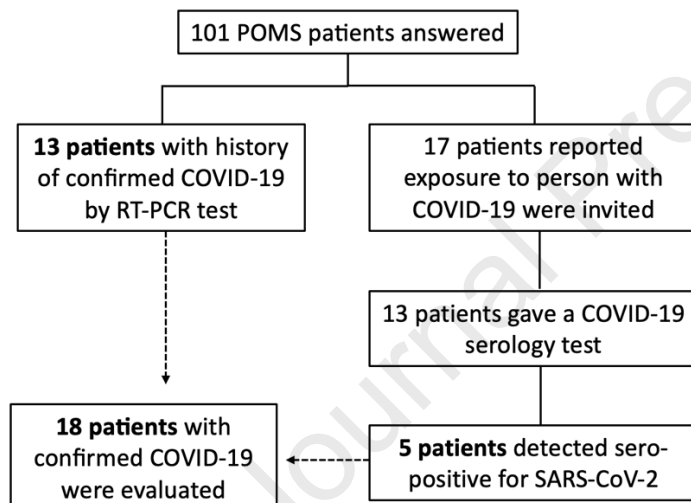 101 POMS patients answered
13 patients with history
of confirmed COVID-19
by RT-PCR test
17 patients reported
exposure to person with
COVID-19 were invited
13 patients gave a COVID-19
serology test
18 patients with
confirmed COVID-19
were evaluated
5 patients detected sero-
positive for SARS-CoV-2
Journal Pre